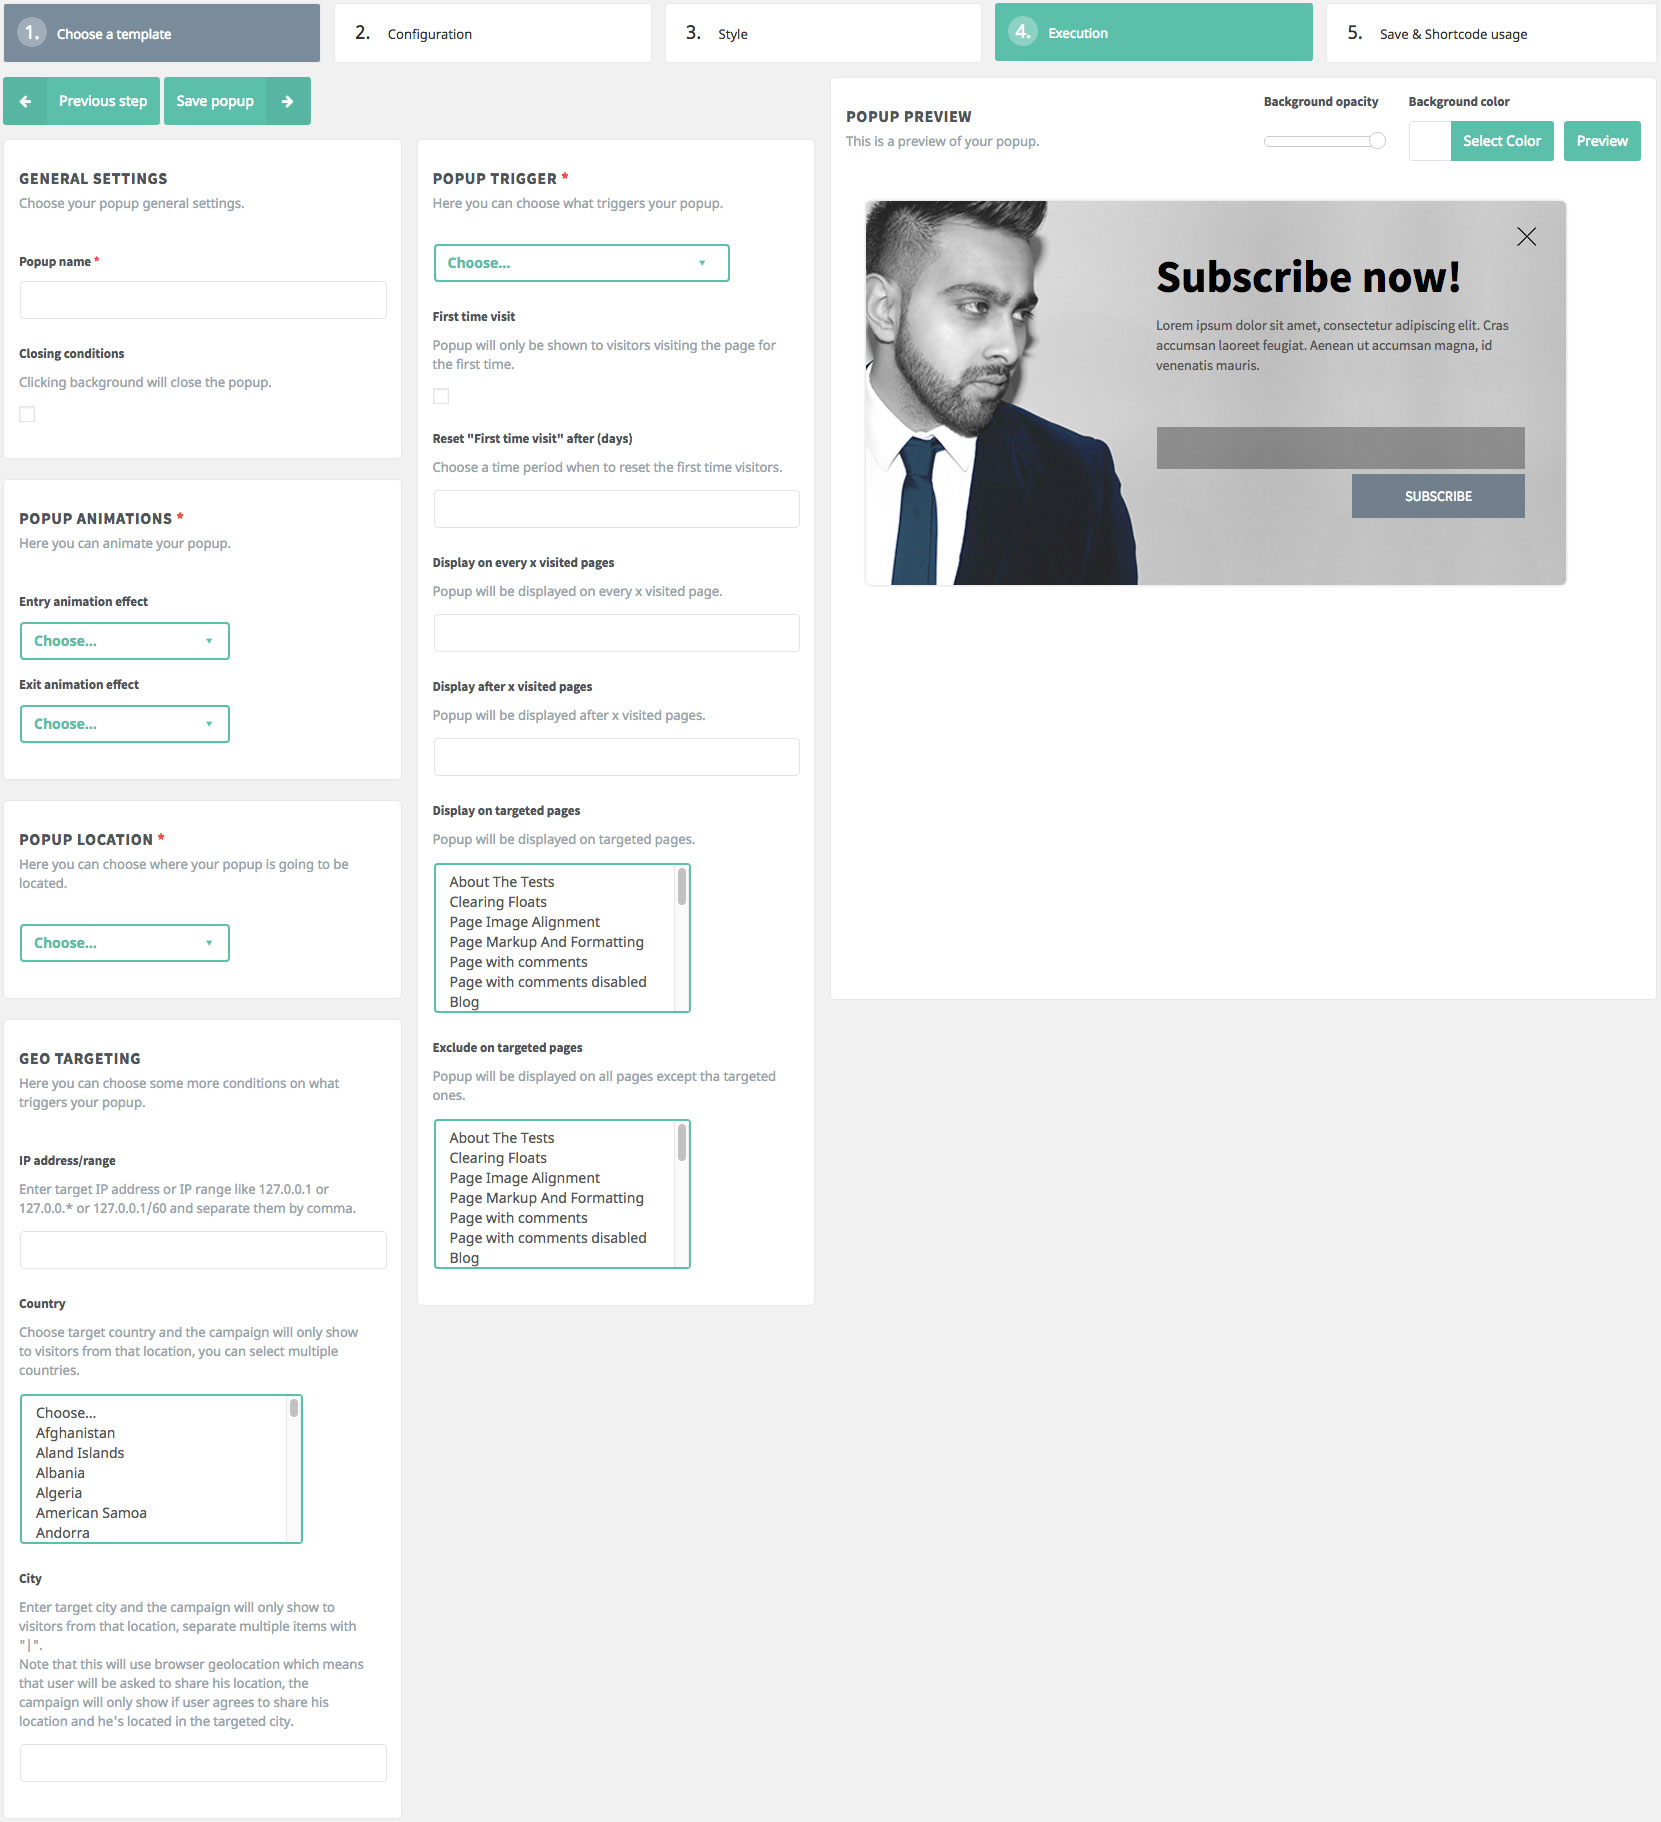 1. Choose a template
2. Configuration
3. Style
4. Execution
5. Save & Shortcode usage
Previous step
Save popup
GENERAL SETTINGS
Choose your popup general settings.
Popup name *
Closing conditions
Clicking background will close the popup.
POPUP ANIMATIONS *
Here you can animate your popup.
Entry animation effect
Choose...
Exit animation effect
Choose...
POPUP LOCATION *
Here you can choose where your popup is going to be
located.
Choose...
GEO TARGETING
Here you can choose some more conditions on what
triggers your popup.
IP address/range
Enter target IP address or IP range like 127.0.0.1 or
127.0.0.* or 127.0.0.1/60 and separate them by comma.
Country
Choose target country and the campaign will only show
to visitors from that location, you can select multiple
countries.
Choose...
Afghanistan
Aland Islands
Albania
Algeria
American Samoa
Andorra
City
Enter target city and the campaign will only show to
visitors from that location, separate multiple items with
"|".
Note that this will use browser geolocation which means
that user will be asked to share his location, the
campaign will only show if user agrees to share his
location and he's located in the targeted city.
POPUP TRIGGER *
Here you can choose what triggers your popup.
Choose...
First time visit
Popup will only be shown to visitors visiting the page for
the first time.
Reset "First time visit" after (days)
Choose a time period when to reset the first time visitors.
Display on every x visited pages
Popup will be displayed on every x visited page.
Display after x visited pages
Popup will be displayed after x visited pages.
Display on targeted pages
Popup will be displayed on targeted pages.
About The Tests
Clearing Floats
Page Image Alignment
Page Markup And Formatting
Page with comments
Page with comments disabled
Blog
Exclude on targeted pages
Popup will be displayed on all pages except tha targeted
ones.
About The Tests
Clearing Floats
Page Image Alignment
Page Markup And Formatting
Page with comments
Page with comments disabled
Blog
POPUP PREVIEW
This is a preview of your popup.
Background opacity
Background color
Select Color
Preview
Subscribe now!
Lorem ipsum dolor sit amet, consectetur adipiscing elit. Cras
accumsan laoreet feugiat. Aenean ut accumsan magna, id
venenatis mauris.
SUBSCRIBE